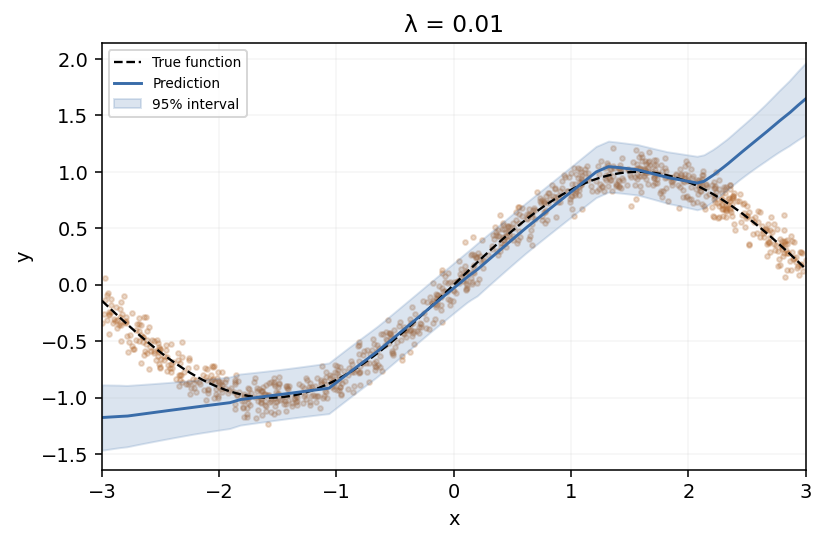 λ = 0.01
True function
Prediction
95% interval
2.0
1.5
1.0
0.5
0.0
−0.5
−1.0
−1.5
y
−3 −2 −1 0 1 2 3
x